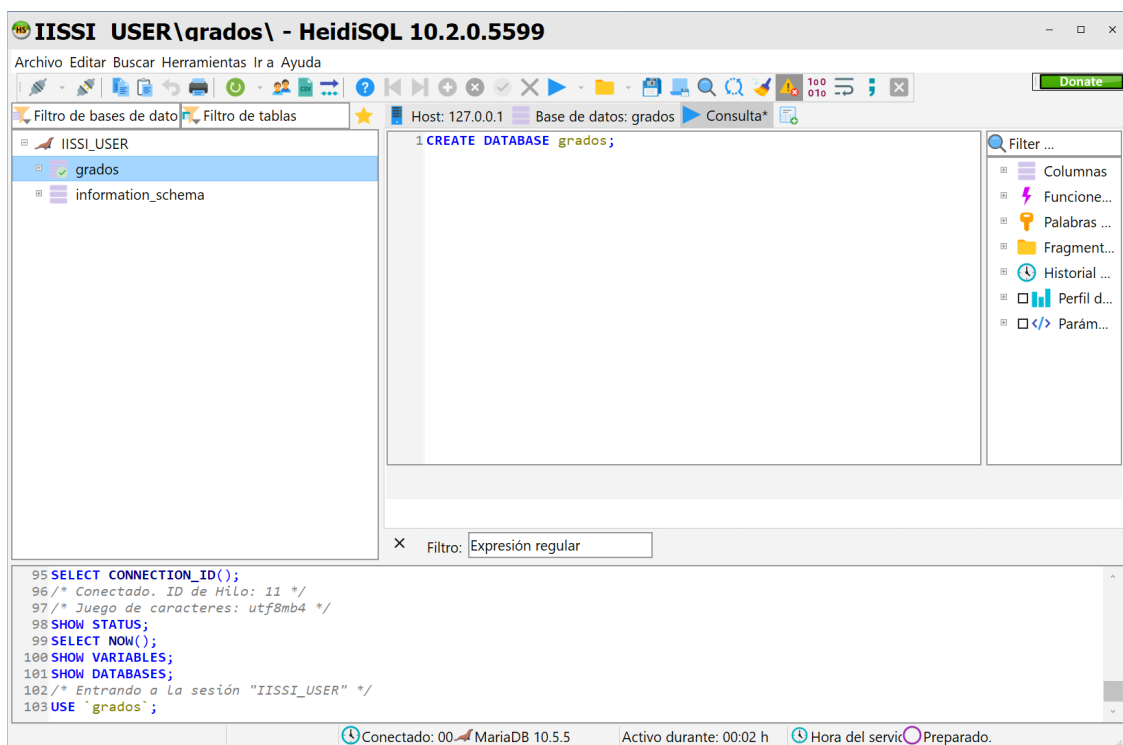 IISSI_USER\grados\ - HeidiSQL 10.2.0.5599
Archivo Editar Buscar Herramientas Ir a Ayuda
Donate
Filtro de bases de dato Filtro de tablas
Host: 127.0.0.1 Base de datos: grados Consulta*
IISSI_USER
grados
information_schema
1 CREATE DATABASE grados;
Filter ...
Columnas
Funcione...
Palabras ...
Fragment...
Historial ...
Perfil d...
Parám...
Filtro: Expresión regular
95 SELECT CONNECTION_ID();
96 /* Conectado. ID de Hilo: 11 */
97 /* Juego de caracteres: utf8mb4 */
98 SHOW STATUS;
99 SELECT NOW();
100 SHOW VARIABLES;
101 SHOW DATABASES;
102 /* Entrando a la sesión "IISSI_USER" */
103 USE `grados`;
Conectado: 00 MariaDB 10.5.5 Activo durante: 00:02 h Hora del servic Preparado.